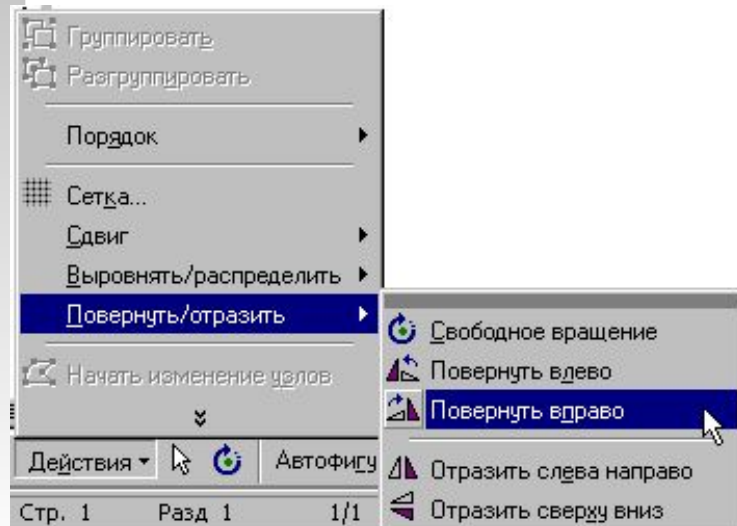 Группировать
Разгруппировать
Порядок
Сетка...
Сдвиг
Выровнять/распределить
Повернуть/отразить
Начать изменение узлов
Свободное вращение
Повернуть влево
Повернуть вправо
Отразить слева направо
Отразить сверху вниз
Действия
Автофигу
Стр. 1 Разд 1 1/1